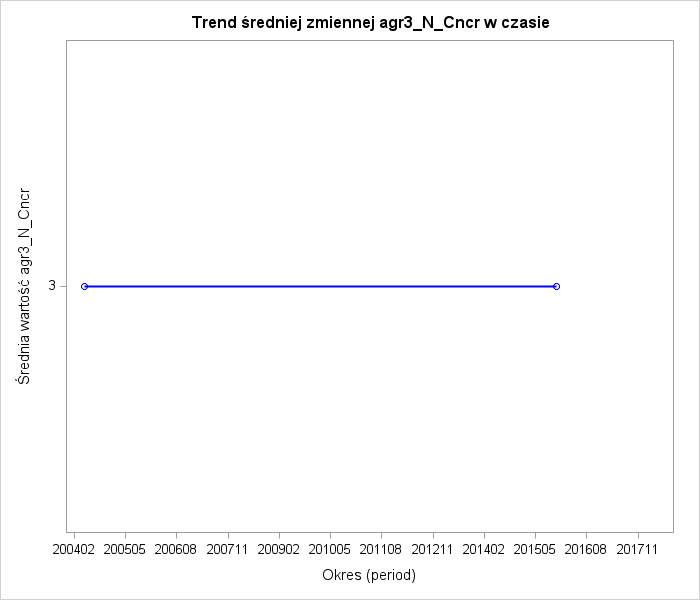 Trend średniej zmiennej agr3_N_Cncr w czasie
Średnia wartość agr3_N_Cncr
3
200402 200505 200608 200711 200902 201005 201108 201211 201402 201505 201608 201711
Okres (period)